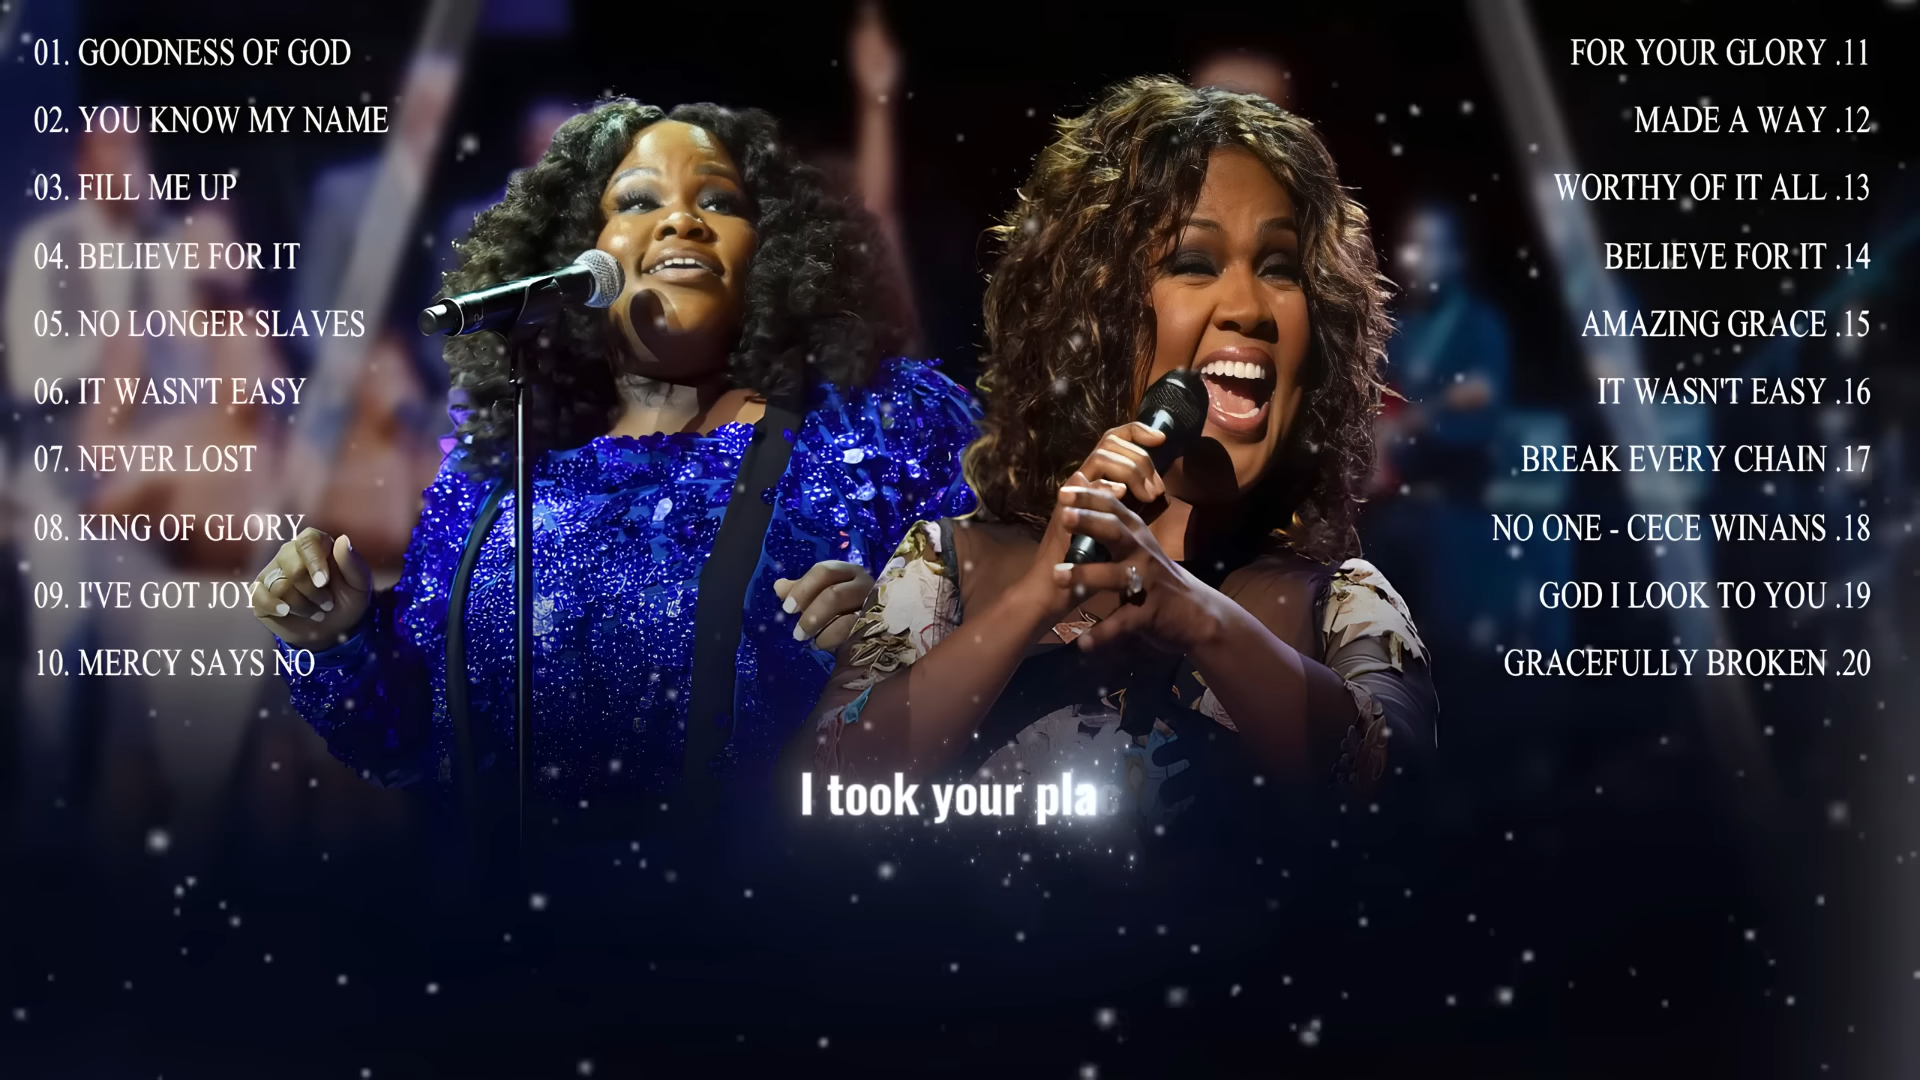 01. GOODNESS OF GOD
02. YOU KNOW MY NAME
03. FILL ME UP
04. BELIEVE FOR IT
05. NO LONGER SLAVES
06. IT WASN'T EASY
07. NEVER LOST
08. KING OF GLORY
09. I'VE GOT JOY
10. MERCY SAYS NO
FOR YOUR GLORY .11
MADE A WAY .12
WORTHY OF IT ALL .13
BELIEVE FOR IT .14
AMAZING GRACE .15
IT WASN'T EASY .16
BREAK EVERY CHAIN .17
NO ONE - CECE WINANS .18
GOD I LOOK TO YOU .19
GRACEFULLY BROKEN .20
I took your pla